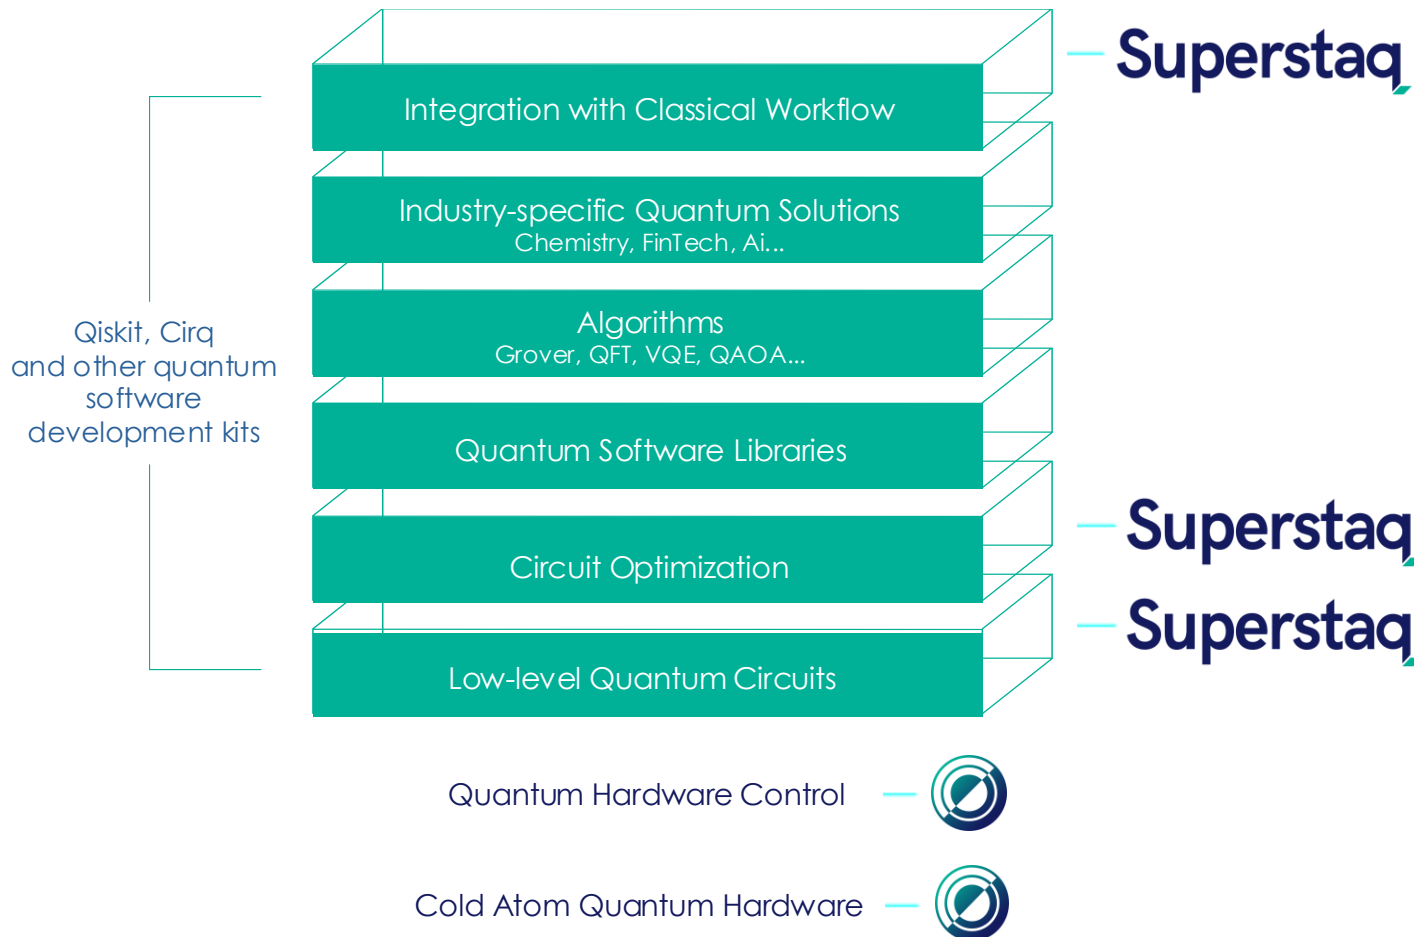 Superstaq
Integration with Classical Workflow
Industry-specific Quantum Solutions
Chemistry, FinTech, Ai...
Algorithms
Grover, QFT, VQE, QAOA...
Qiskit, Cirq
and other quantum
software
development kits
Quantum Software Libraries
Superstaq
Circuit Optimization
Superstaq
Low-level Quantum Circuits
Quantum Hardware Control
Cold Atom Quantum Hardware